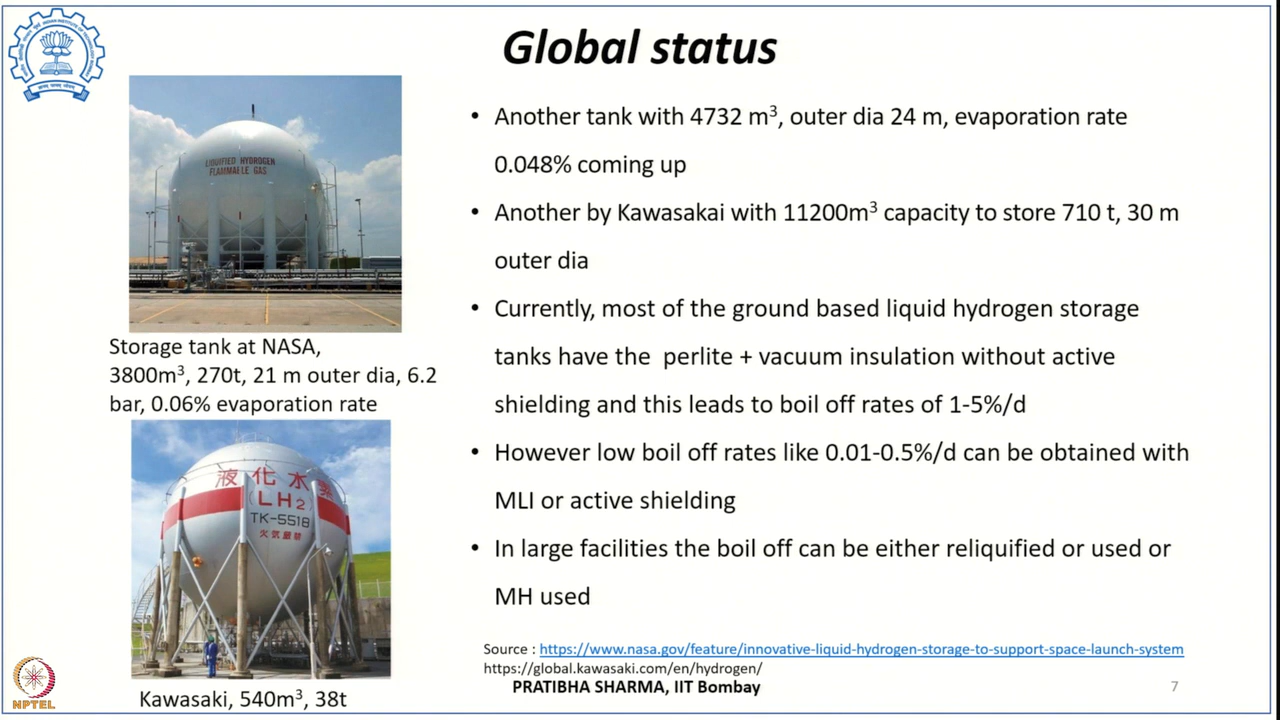 Global status
LIQUIFIED HYDROGEN
FLAMMABLE GAS
Storage tank at NASA,
3800m³, 270t, 21 m outer dia, 6.2
bar, 0.06% evaporation rate
液化水素
(LH₂)
TK-5518
火気厳禁
Kawasaki, 540m³, 38t
• Another tank with 4732 m³, outer dia 24 m, evaporation rate
0.048% coming up
• Another by Kawasakai with 11200m³ capacity to store 710 t, 30 m
outer dia
• Currently, most of the ground based liquid hydrogen storage
tanks have the perlite + vacuum insulation without active
shielding and this leads to boil off rates of 1-5%/d
• However low boil off rates like 0.01-0.5%/d can be obtained with
MLI or active shielding
• In large facilities the boil off can be either reliquified or used or
MH used
Source : https://www.nasa.gov/feature/innovative-liquid-hydrogen-storage-to-support-space-launch-system
https://global.kawasaki.com/en/hydrogen/
PRATIBHA SHARMA, IIT Bombay
7
NPTEL